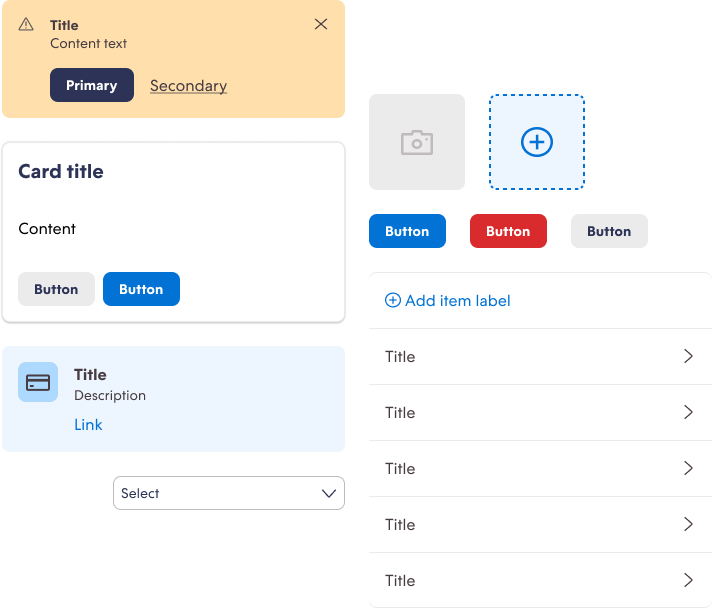 Title
Content text
Primary
Secondary
Card title
Content
Button
Button
Title
Description
Link
Select
Button
Button
Button
Add item label
Title
Title
Title
Title
Title